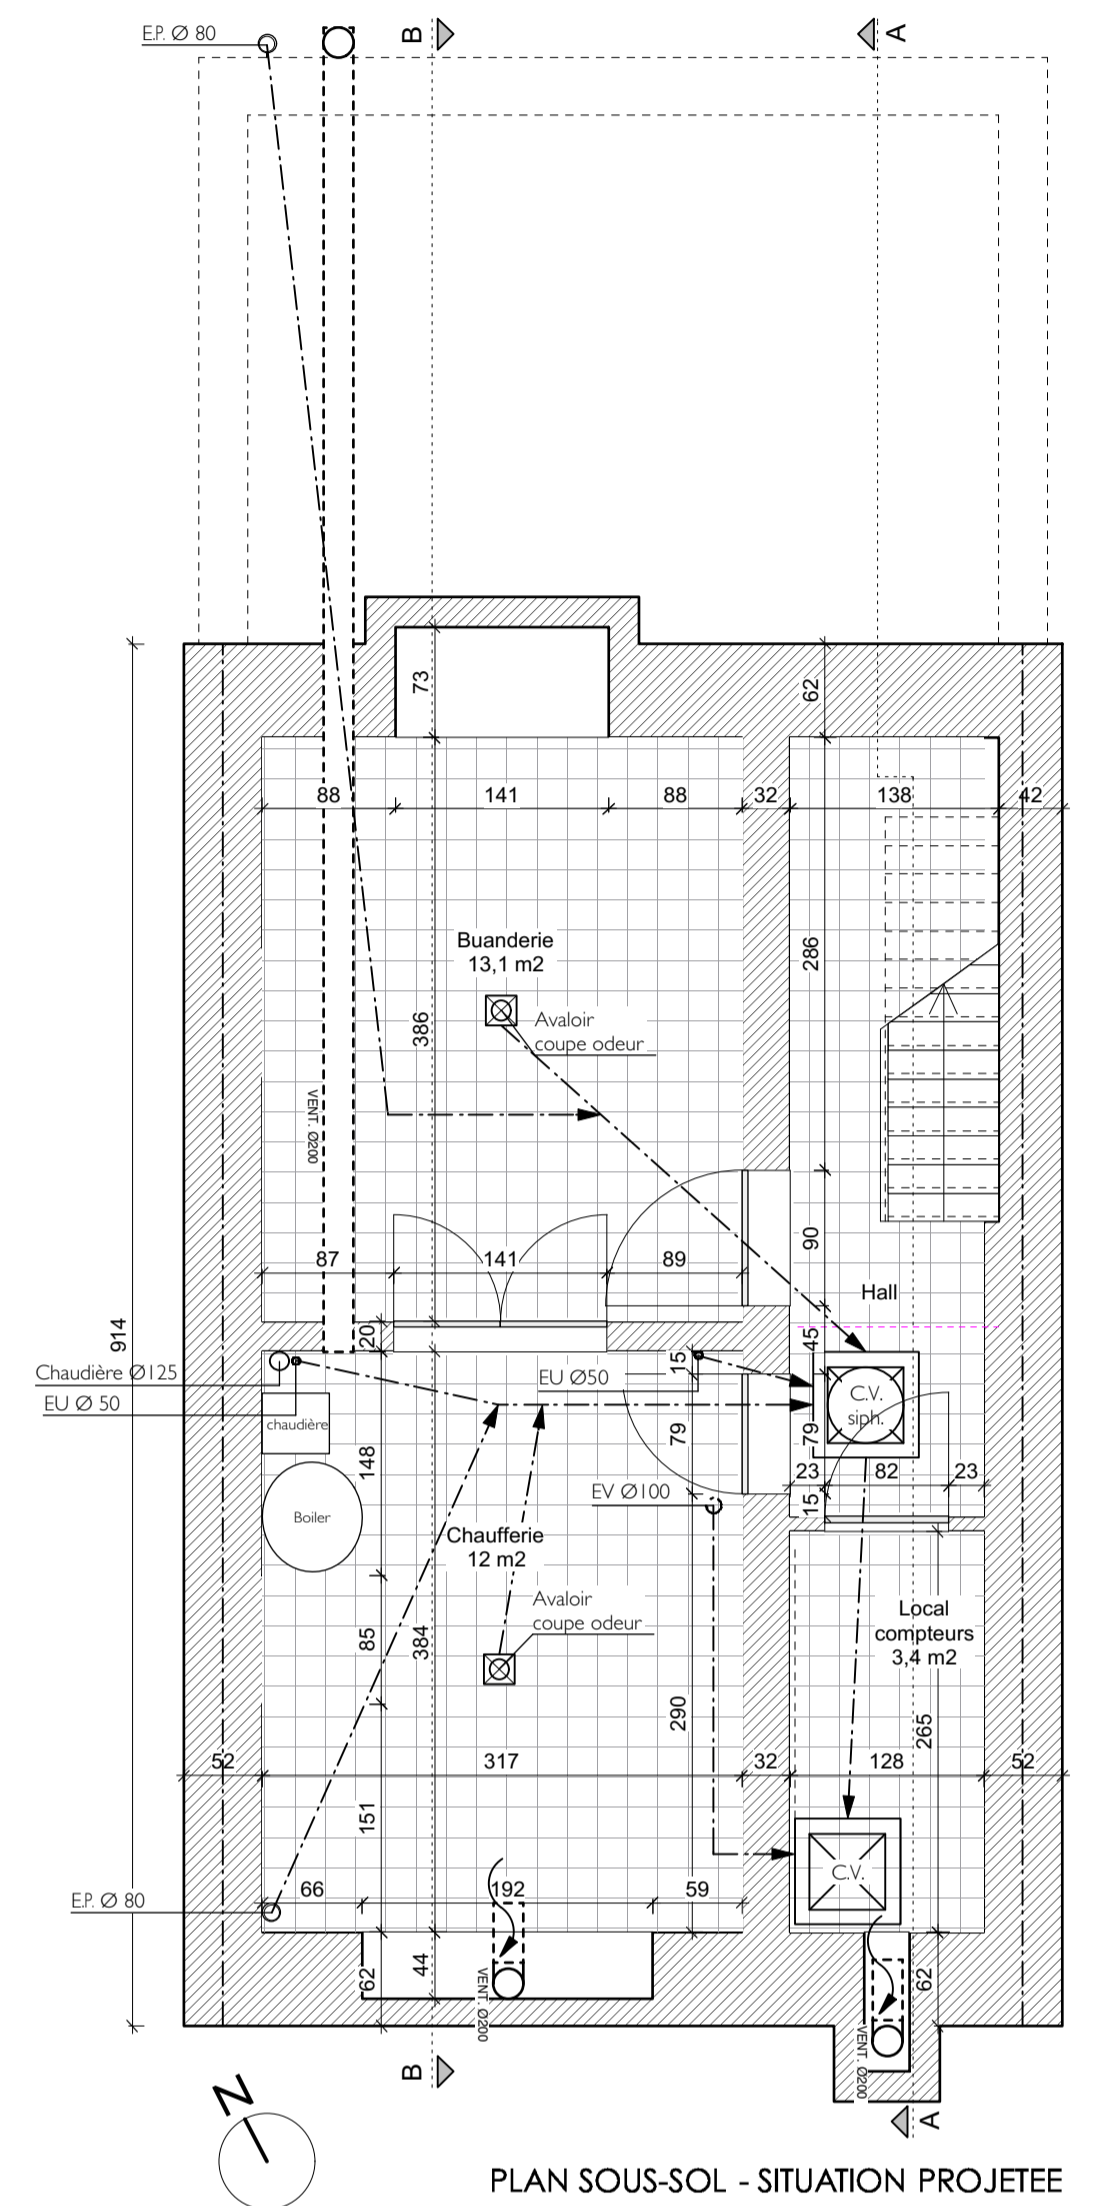 E.P. Ø 80
B
A
73
62
88
141
88
32
138
42
286
Buanderie
13,1 m2
386
Avaloir
coupe odeur
VENT. Ø200
90
87
141
89
Hall
914
20
45
15
Chaudière Ø125
EU Ø50
EU Ø 50
C.V.
siph.
chaudière
79
79
148
23
82
23
EV Ø100
15
Boiler
Chaufferie
12 m2
Avaloir
coupe odeur
Local
compteurs
3,4 m2
85
384
290
265
52
317
32
128
52
151
C.V.
66
192
59
E.P. Ø 80
62
44
VENT. Ø200
62
VENT. Ø200
B
A
N
PLAN SOUS-SOL - SITUATION PROJETEE